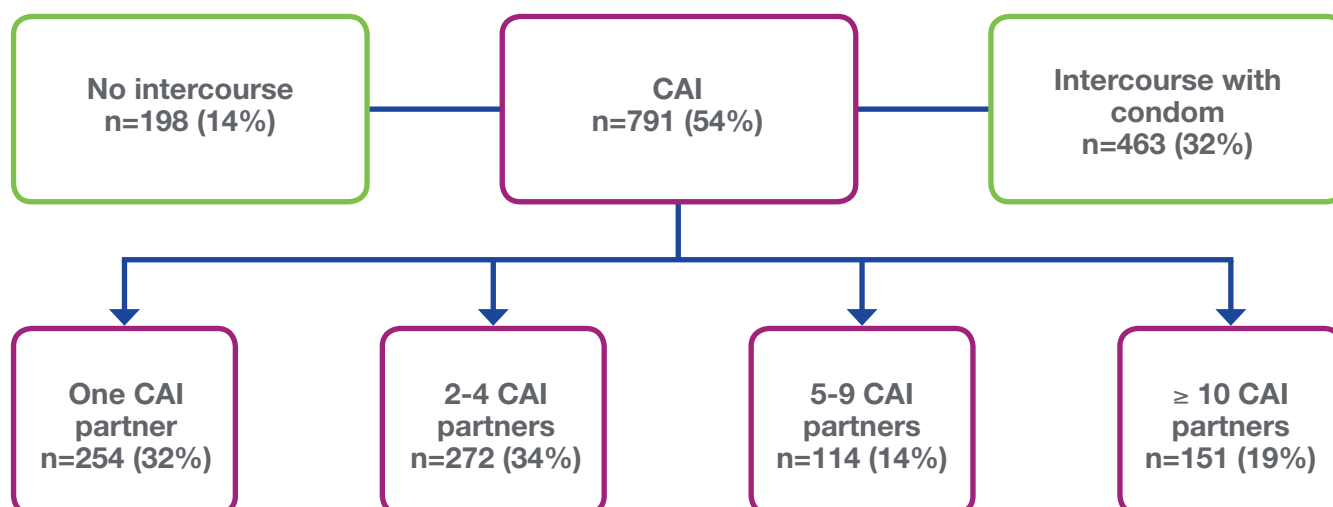 No intercourse
n=198 (14%)
CAI
n=791 (54%)
Intercourse with
condom
n=463 (32%)
One CAI
partner
n=254 (32%)
2-4 CAI
partners
n=272 (34%)
5-9 CAI
partners
n=114 (14%)
≥ 10 CAI
partners
n=151 (19%)